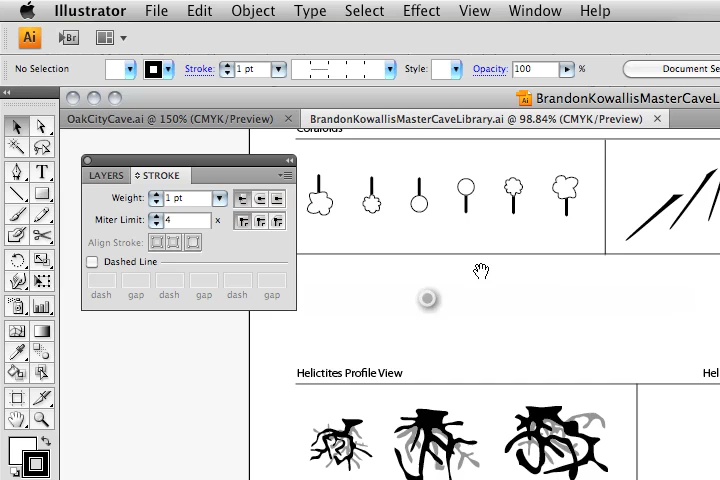 Illustrator File Edit Object Type Select Effect View Window Help
Ai Br
No Selection Stroke: 1 pt Style: Opacity: 100 % Document Se
Ai BrandonKowallisMasterCaveL
OakCityCave.ai @ 150% (CMYK/Preview) BrandonKowallisMasterCaveLibrary.ai @ 98.84% (CMYK/Preview)
Coraloids
LAYERS STROKE
Weight: 1 pt
Miter Limit: 4 x
Align Stroke:
Dashed Line
dash gap dash gap dash gap
Helictites Profile View Hel